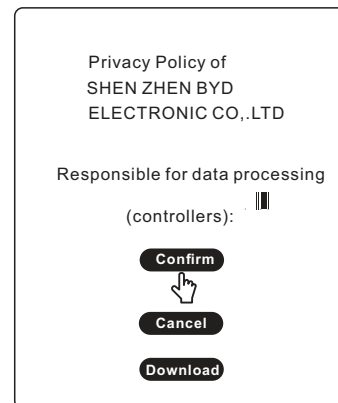 Privacy Policy of
SHEN ZHEN BYD
ELECTRONIC CO,.LTD
Responsible for data processing
(controllers):
Confirm
Cancel
Download